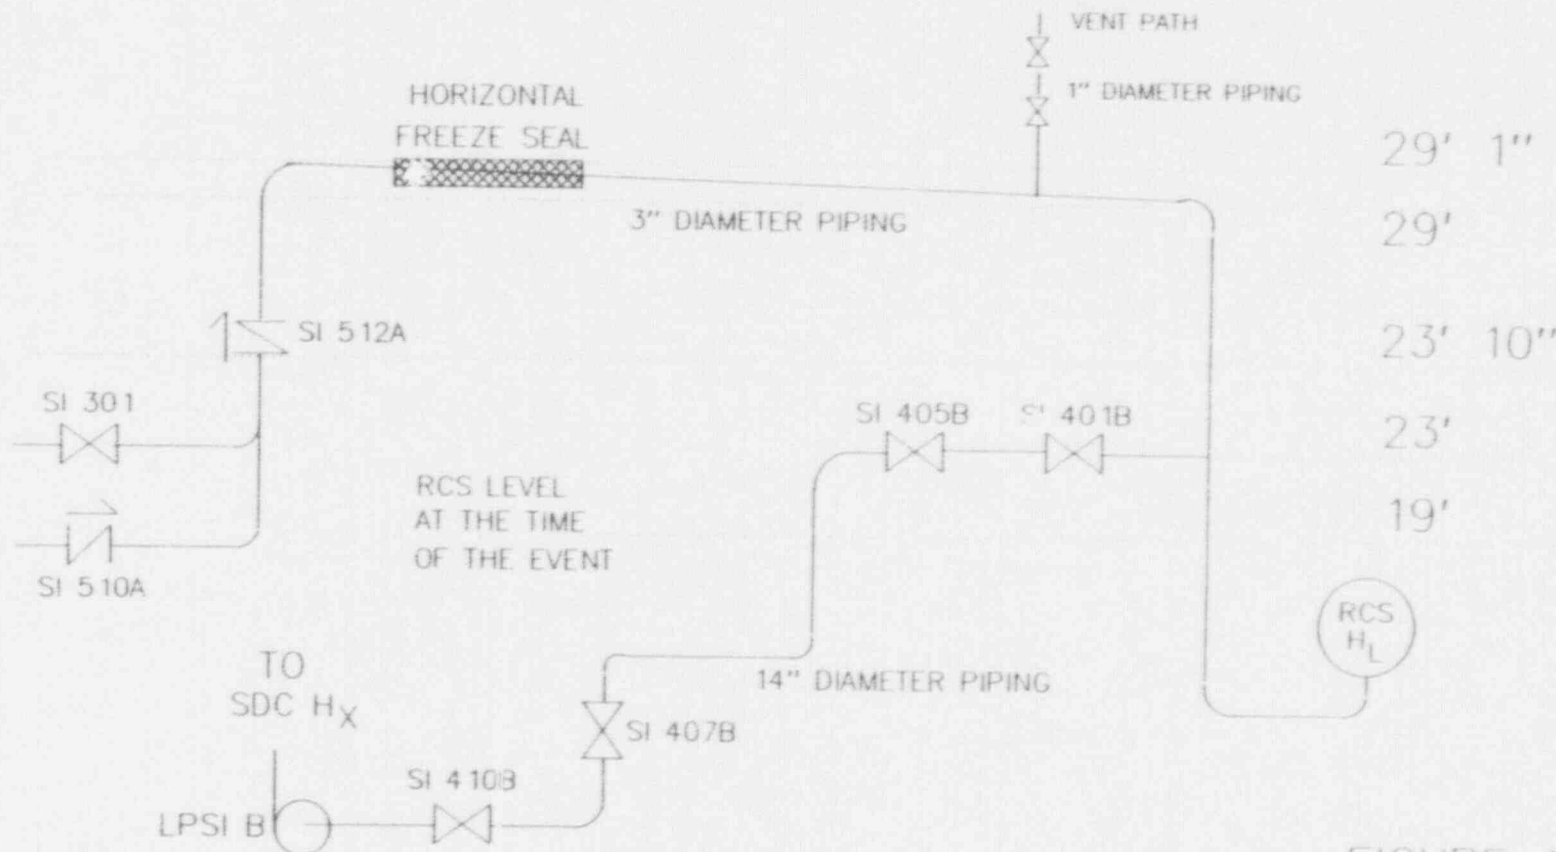 VENT PATH
1" DIAMETER PIPING
HORIZONTAL
FREEZE SEAL
29' 1"
3" DIAMETER PIPING
29'
SI 512A
23' 10"
SI 301
SI 405B
SI 401B
23'
RCS LEVEL
AT THE TIME
OF THE EVENT
19'
SI 510A
RCS
HL
TO
SDC HX
14" DIAMETER PIPING
SI 407B
SI 410B
LPSI B